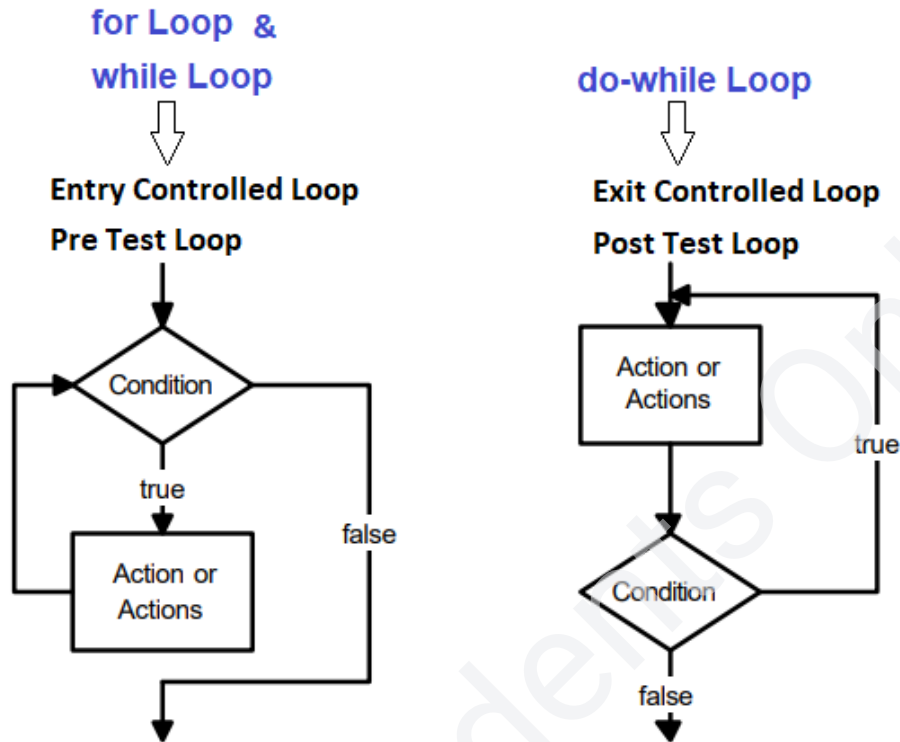 for Loop &
while Loop
Entry Controlled Loop
Pre Test Loop
Condition
true
false
Action or
Actions
do-while Loop
Exit Controlled Loop
Post Test Loop
Action or
Actions
true
Condition
false